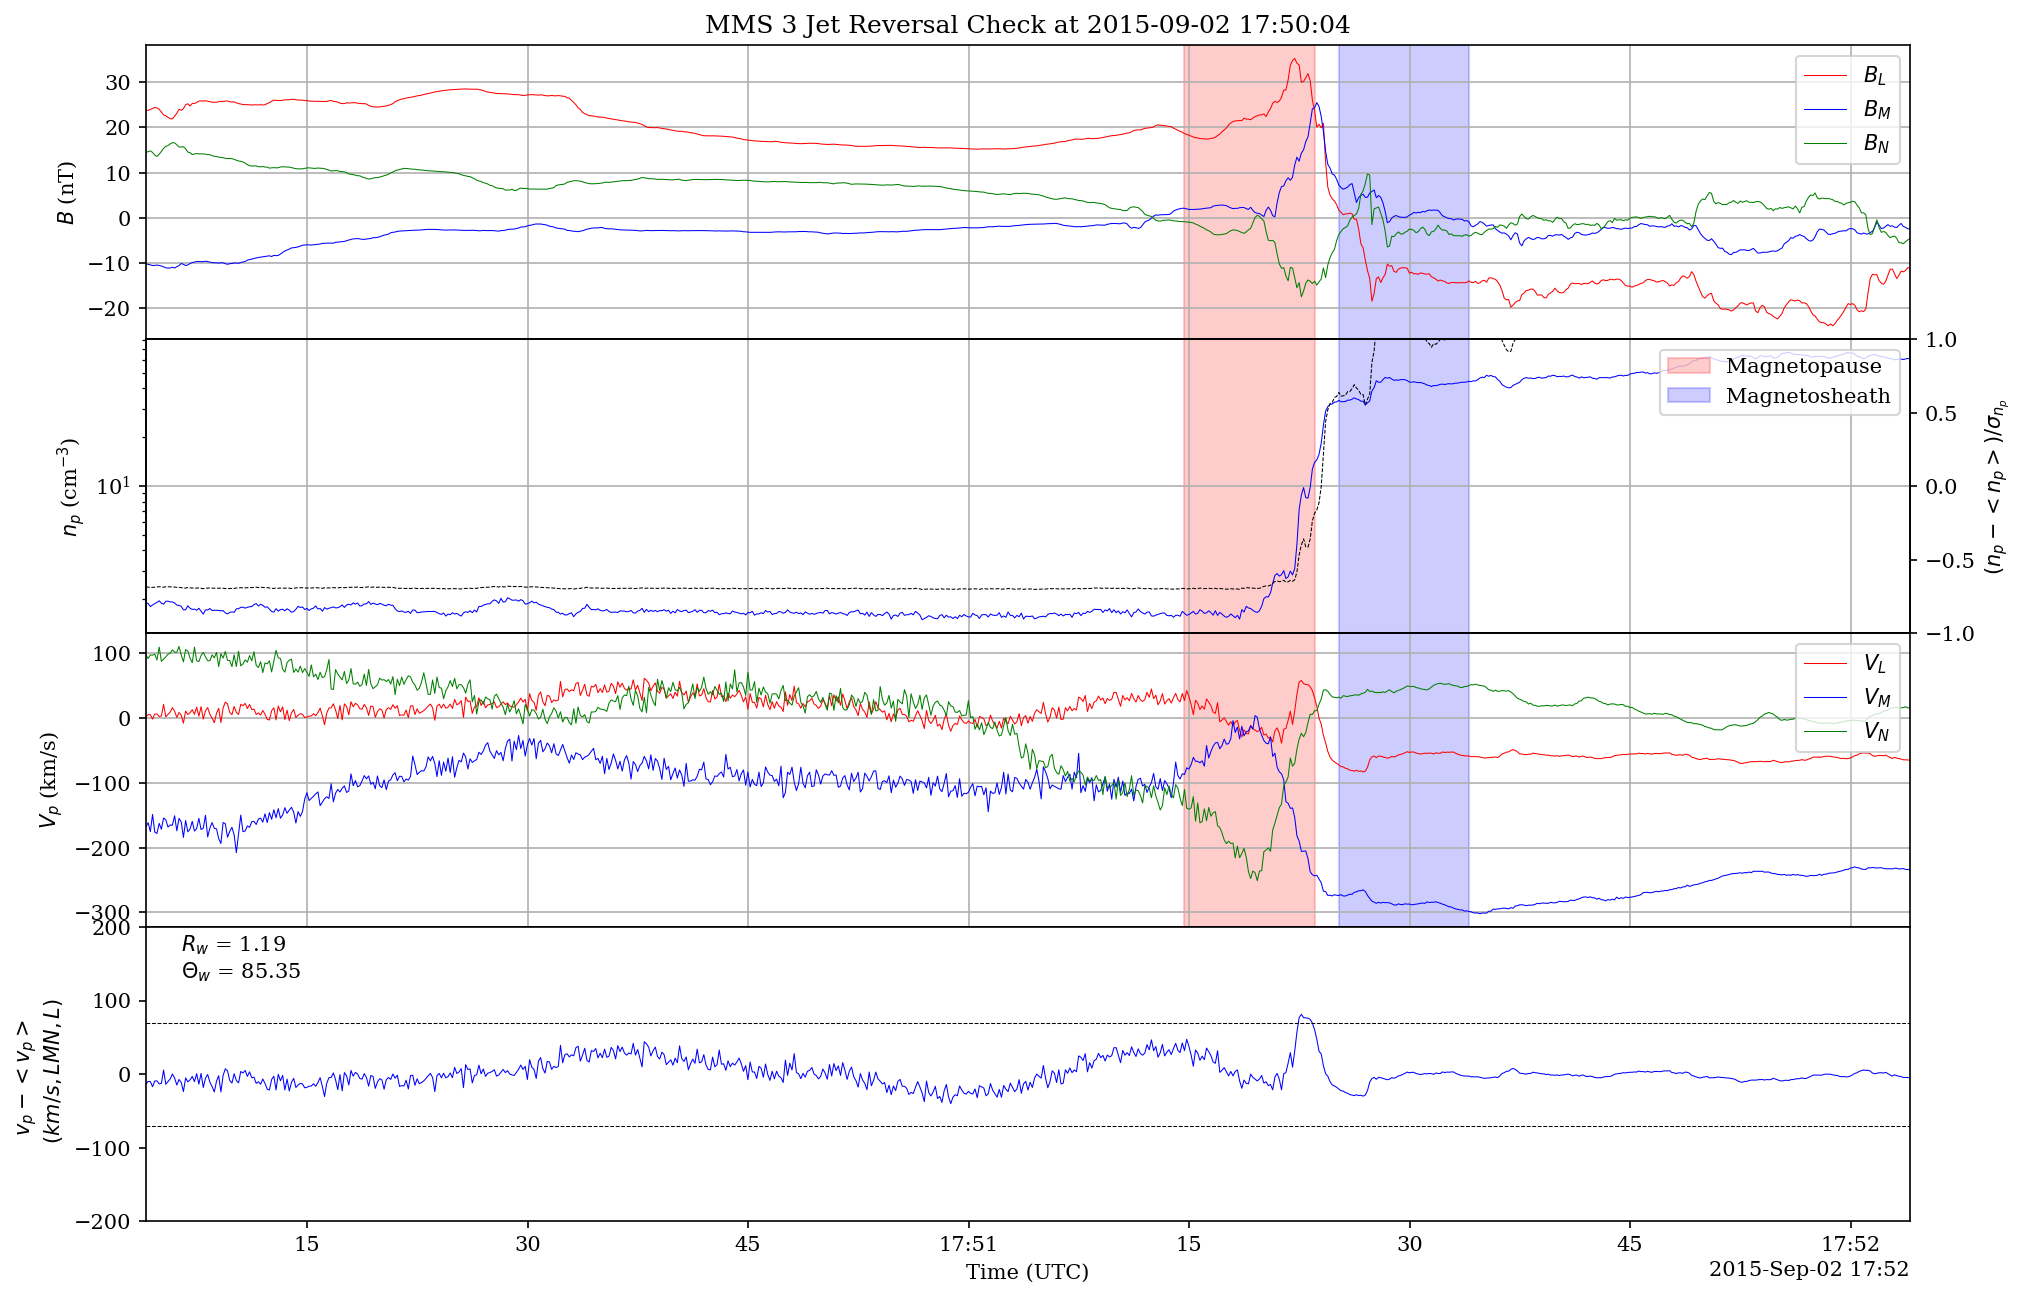 MMS 3 Jet Reversal Check at 2015-09-02 17:50:04
30
20
10
0
−10
−20
B (nT)
B_L
B_M
B_N
10^1
n_p (cm^{−3})
1.0
0.5
0.0
−0.5
−1.0
(n_p − < n_p >)/σ_{n_p}
Magnetopause
Magnetosheath
100
0
−100
−200
−300
V_p (km/s)
V_L
V_M
V_N
200
100
0
−100
−200
v_p − < v_p >
(km/s, LMN, L)
R_w = 1.19
Θ_w = 85.35
15
30
45
17:51
15
30
45
17:52
Time (UTC)
2015-Sep-02 17:52